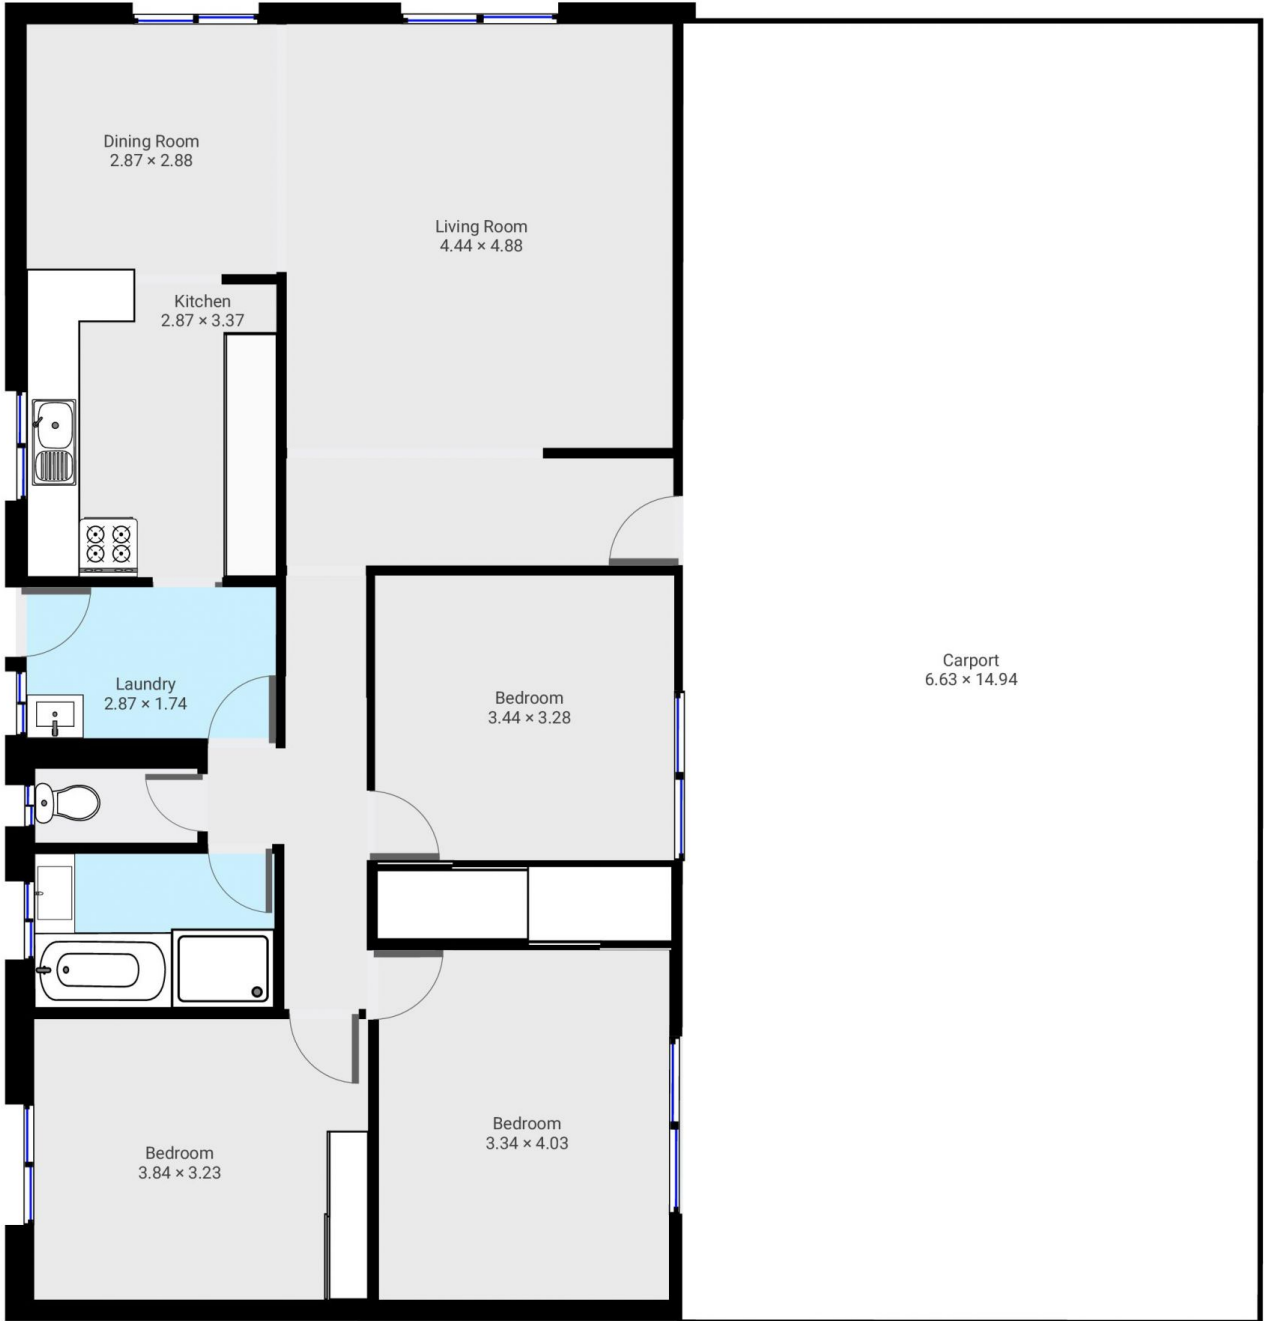 Dining Room
2.87 × 2.88
Living Room
4.44 × 4.88
Kitchen
2.87 × 3.37
Laundry
2.87 × 1.74
Bedroom
3.44 × 3.28
Carport
6.63 × 14.94
Bedroom
3.84 × 3.23
Bedroom
3.34 × 4.03